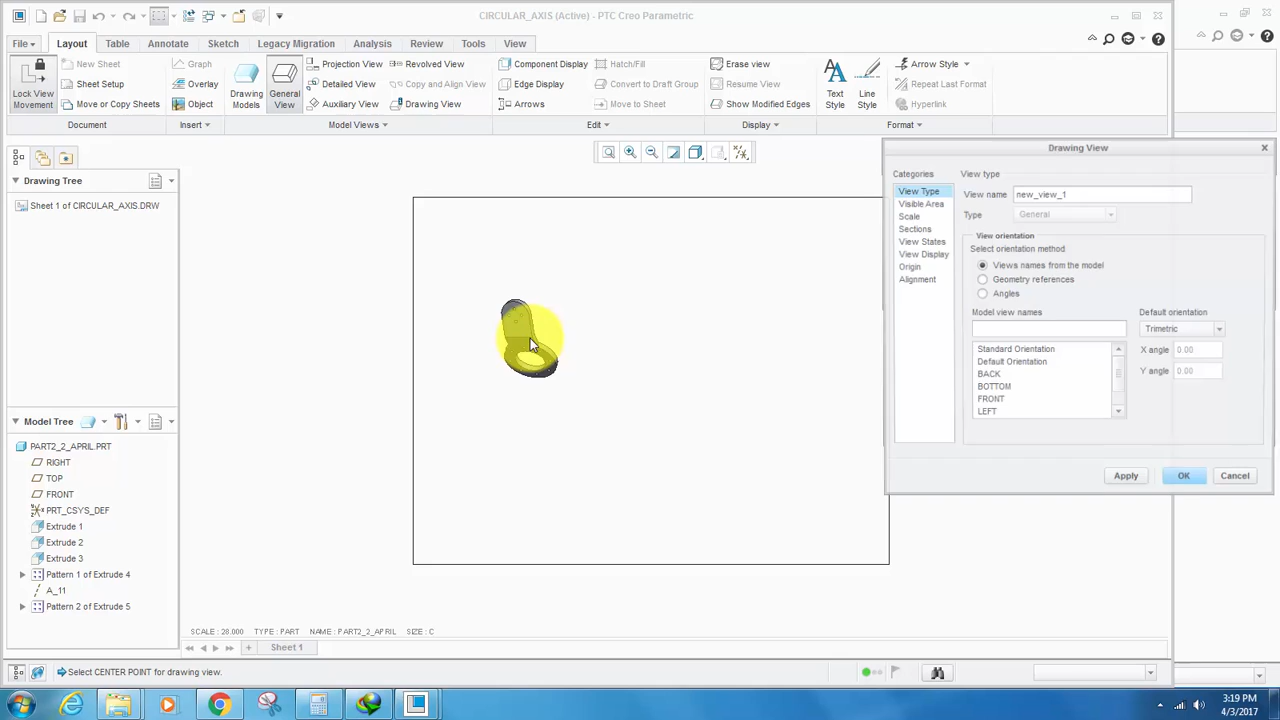 CIRCULAR_AXIS (Active) - PTC Creo Parametric
File Layout Table Annotate Sketch Legacy Migration Analysis Review Tools View
New Sheet
Lock View Movement
Sheet Setup
Move or Copy Sheets
Document
Graph
Overlay
Object
Insert
Drawing Models
General View
Projection View
Detailed View
Auxiliary View
Revolved View
Copy and Align View
Drawing View
Model Views
Component Display
Edge Display
Arrows
Hatch/Fill
Convert to Draft Group
Move to Sheet
Edit
Erase view
Resume View
Show Modified Edges
Display
Text Style
Line Style
Arrow Style
Repeat Last Format
Hyperlink
Format
Drawing Tree
Sheet 1 of CIRCULAR_AXIS.DRW
Model Tree
PART2_2_APRIL.PRT
RIGHT
TOP
FRONT
PRT_CSYS_DEF
Extrude 1
Extrude 2
Extrude 3
Pattern 1 of Extrude 4
A_11
Pattern 2 of Extrude 5
Drawing View
Categories
View Type
Visible Area
Scale
Sections
View States
View Display
Origin
Alignment
View type
View name new_view_1
Type General
View orientation
Select orientation method
Views names from the model
Geometry references
Angles
Model view names
Standard Orientation
Default Orientation
BACK
BOTTOM
FRONT
LEFT
Default orientation
Trimetric
X angle 0.00
Y angle 0.00
Apply OK Cancel
SCALE : 28.000 TYPE : PART NAME : PART2_2_APRIL SIZE : C
Sheet 1
Select CENTER POINT for drawing view.
3:19 PM
4/3/2017